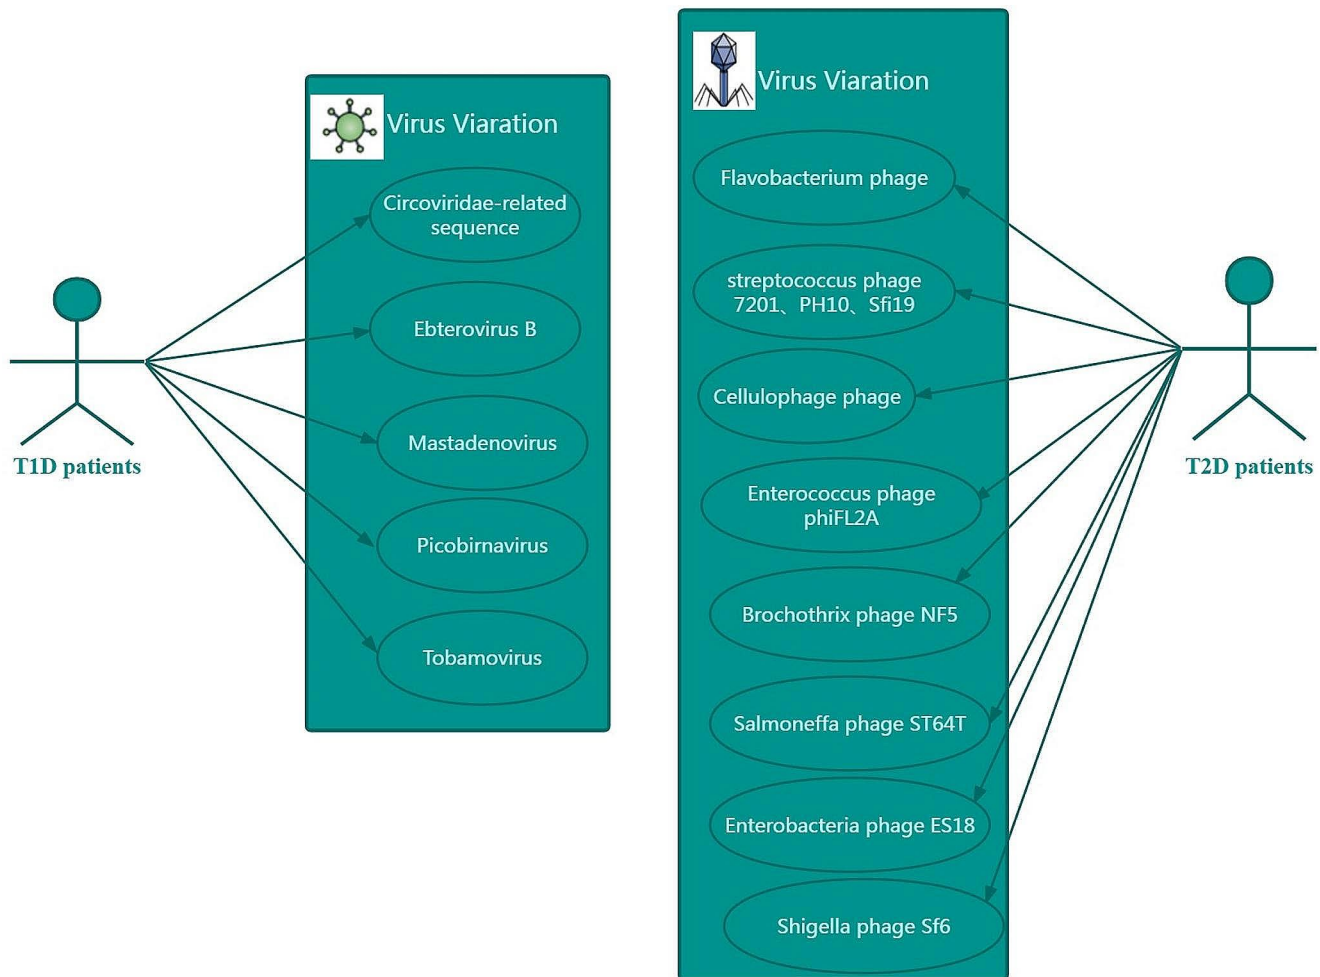 Virus Viaration
Circoviridae-related
sequence
Ebterovirus B
Mastadenovirus
Picobirnavirus
Tobamovirus
T1D patients
Virus Viaration
Flavobacterium phage
streptococcus phage
7201、PH10、Sfi19
Cellulophage phage
Enterococcus phage
phiFL2A
Brochothrix phage NF5
Salmoneffa phage ST64T
Enterobacteria phage ES18
Shigella phage Sf6
T2D patients